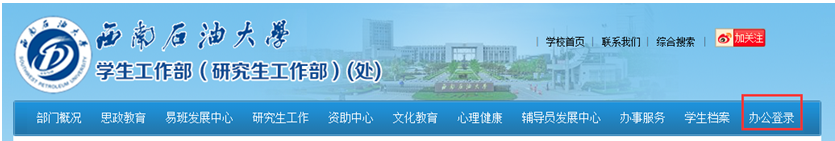 西南石油大學
SOUTHWEST PETROLEUM UNIVERSITY
学生工作部(研究生工作部)(处)
| 学校首页 | 联系我们 | 综合搜索 | 加关注
部门概况 思政教育 易班发展中心 研究生工作 资助中心 文化教育 心理健康 辅导员发展中心 办事服务 学生档案 办公登录